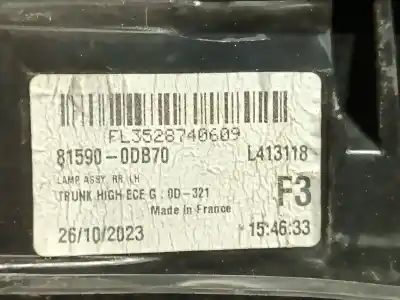 FL3528740609
81590-0DB70 L413118
LAMP ASSY RR, LH
TRUNK HIGH ECE G : 0D-321 F3
Made in France
26/10/2023 15:46:33